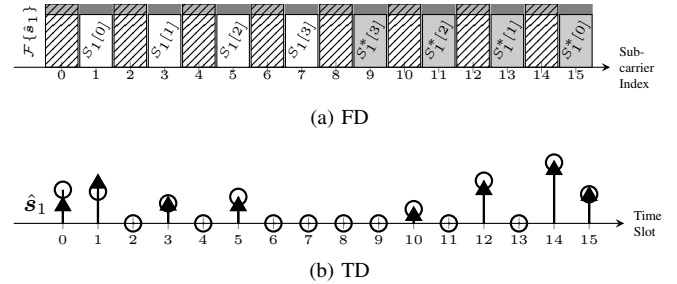 𝓕{ŝ₁}
S₁[0] S₁[1] S₁[2] S₁[3] S₁*[3] S₁*[2] S₁*[1] S₁*[0]
0 1 2 3 4 5 6 7 8 9 10 11 12 13 14 15
Sub-
carrier
Index
(a) FD
ŝ₁
0 1 2 3 4 5 6 7 8 9 10 11 12 13 14 15
Time
Slot
(b) TD